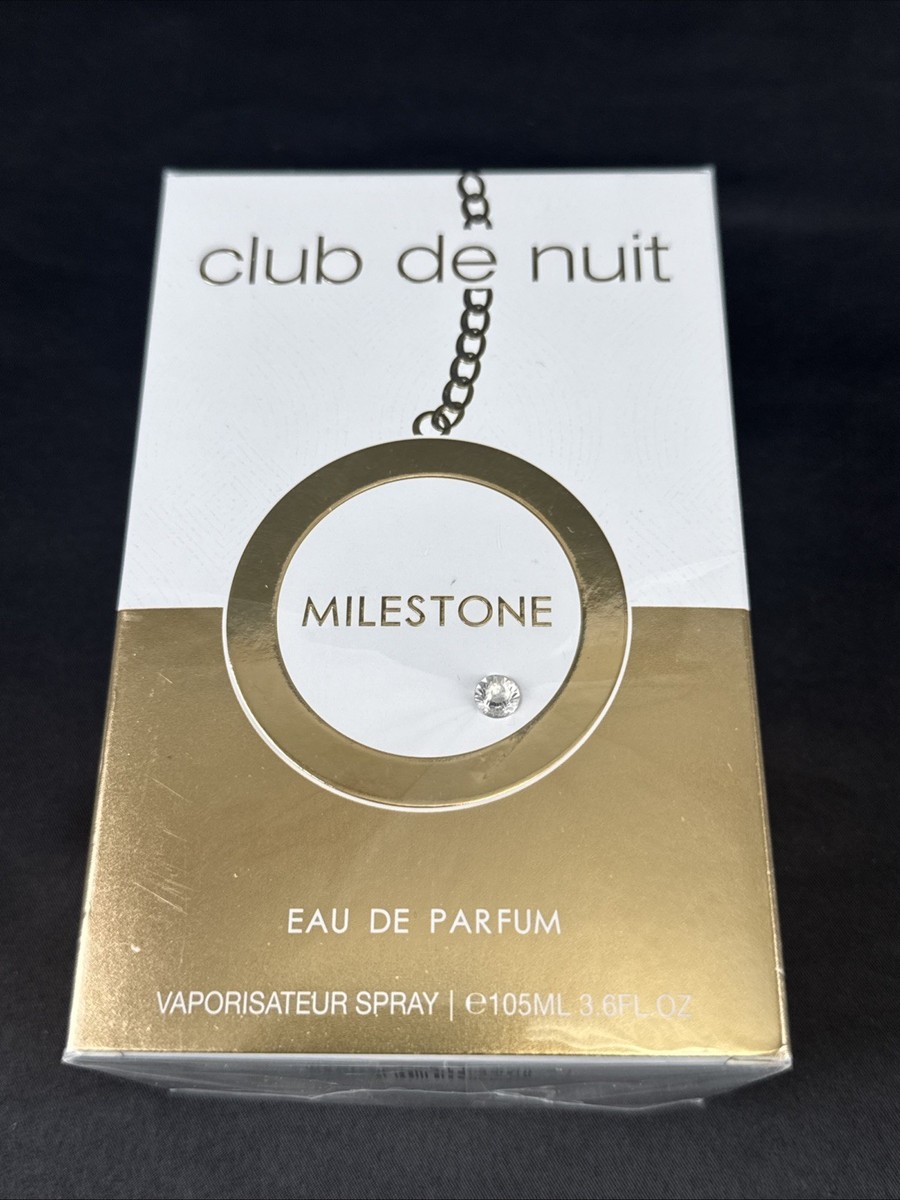 club de nuit
MILESTONE
EAU DE PARFUM
VAPORISATEUR SPRAY | ℮105ML 3.6FL.OZ